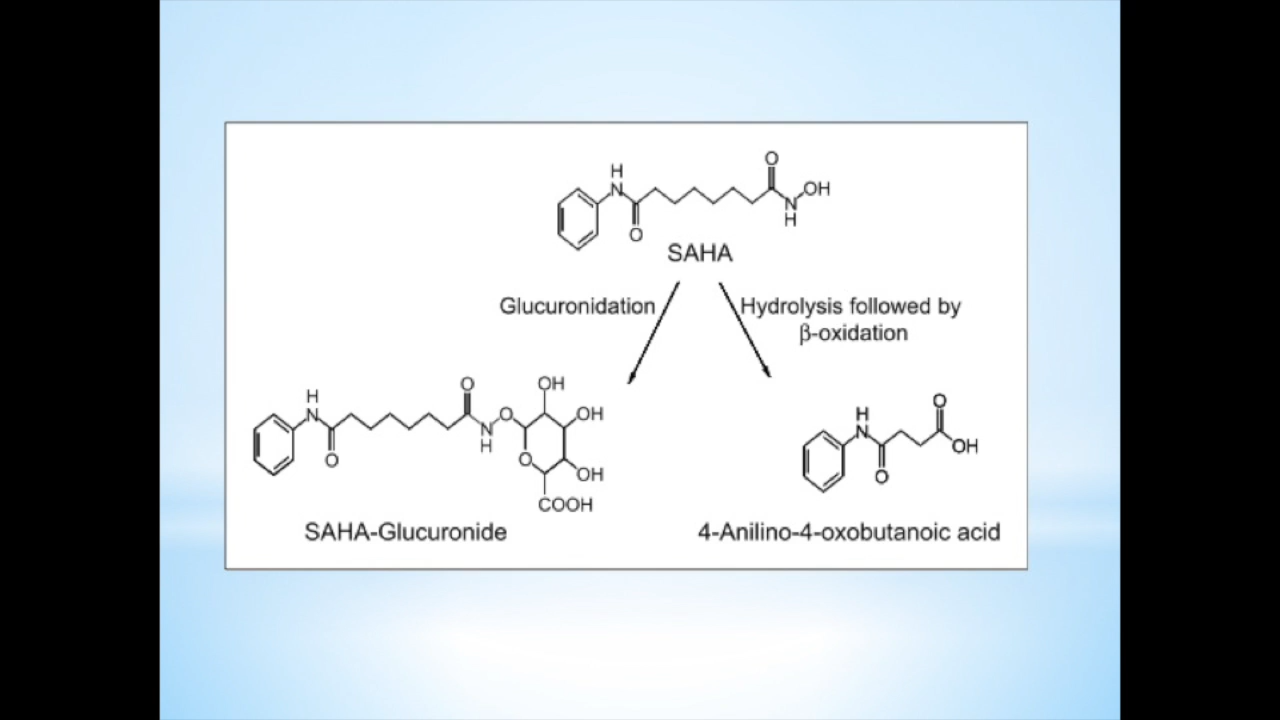 O
H
N
OH
N
H
O
SAHA
Glucuronidation
Hydrolysis followed by
β-oxidation
O
OH
H
N
O
OH
N
H
O
O
OH
COOH
SAHA-Glucuronide
O
H
N
OH
O
4-Anilino-4-oxobutanoic acid